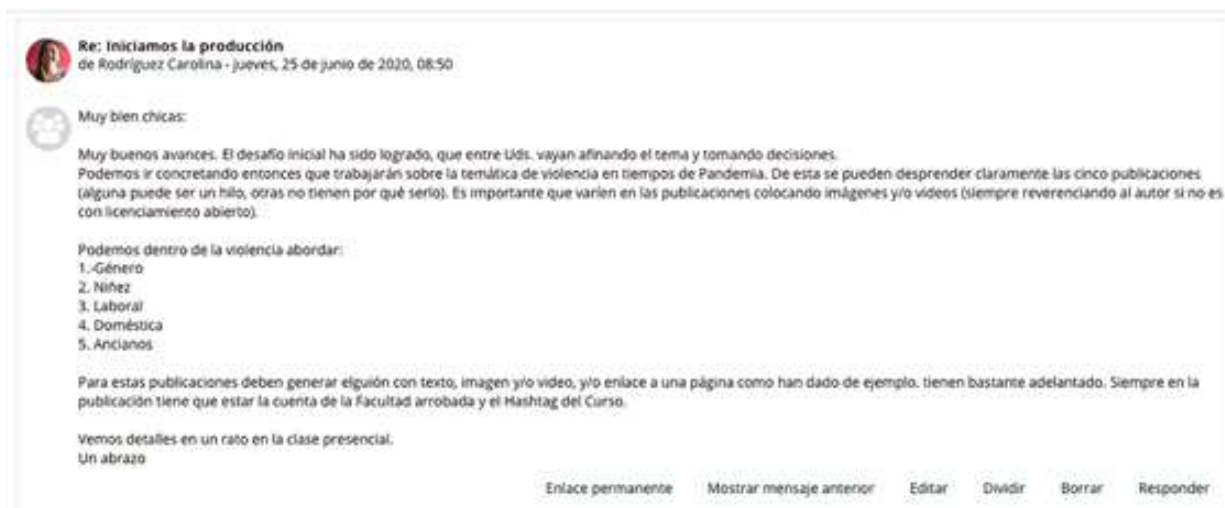 Re: Iniciamos la producción
de Rodríguez Carolina - jueves, 25 de junio de 2020, 08:50
Muy bien chicas:
Muy buenos avances. El desafío inicial ha sido logrado, que entre Uds. vayan afinando el tema y tomando decisiones.
Podemos ir concretando entonces que trabajarán sobre la temática de violencia en tiempos de Pandemia. De esta se pueden desprender claramente las cinco publicaciones
(alguna puede ser un hilo, otras no tienen por qué serlo). Es importante que varíen en las publicaciones colocando imágenes y/o videos (siempre reverenciando al autor si no es
con licenciamiento abierto).
Podemos dentro de la violencia abordar:
1.-Género
2. Niñez
3. Laboral
4. Doméstica
5. Ancianos
Para estas publicaciones deben generar elguión con texto, imagen y/o video, y/o enlace a una página como han dado de ejemplo. tienen bastante adelantado. Siempre en la
publicación tiene que estar la cuenta de la Facultad arrobada y el Hashtag del Curso.
Vemos detalles en un rato en la clase presencial.
Un abrazo
Enlace permanente Mostrar mensaje anterior Editar Dividir Borrar Responder